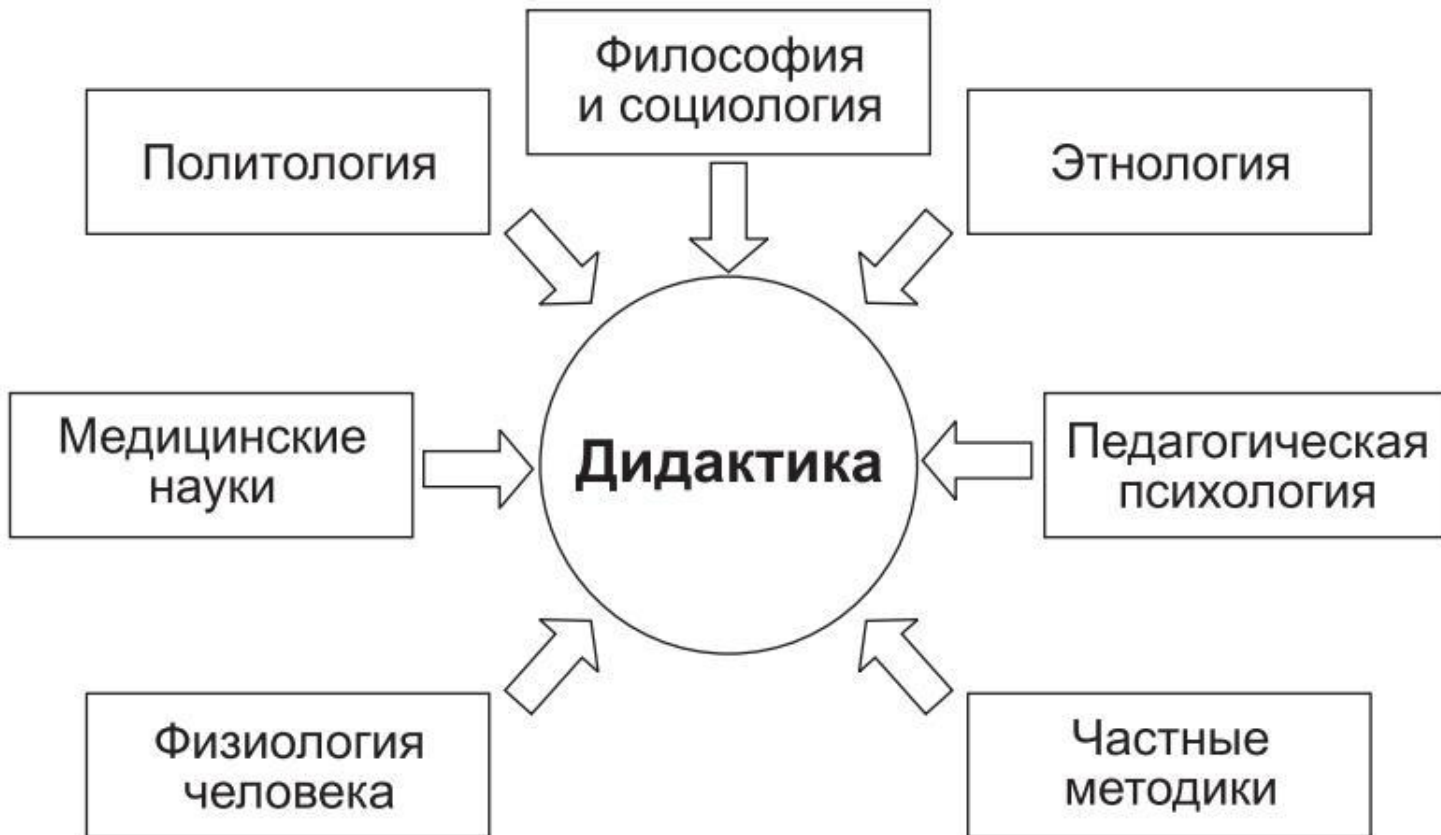 Философия
и социология
Политология
Этнология
Медицинские
науки
Дидактика
Педагогическая
психология
Физиология
человека
Частные
методики